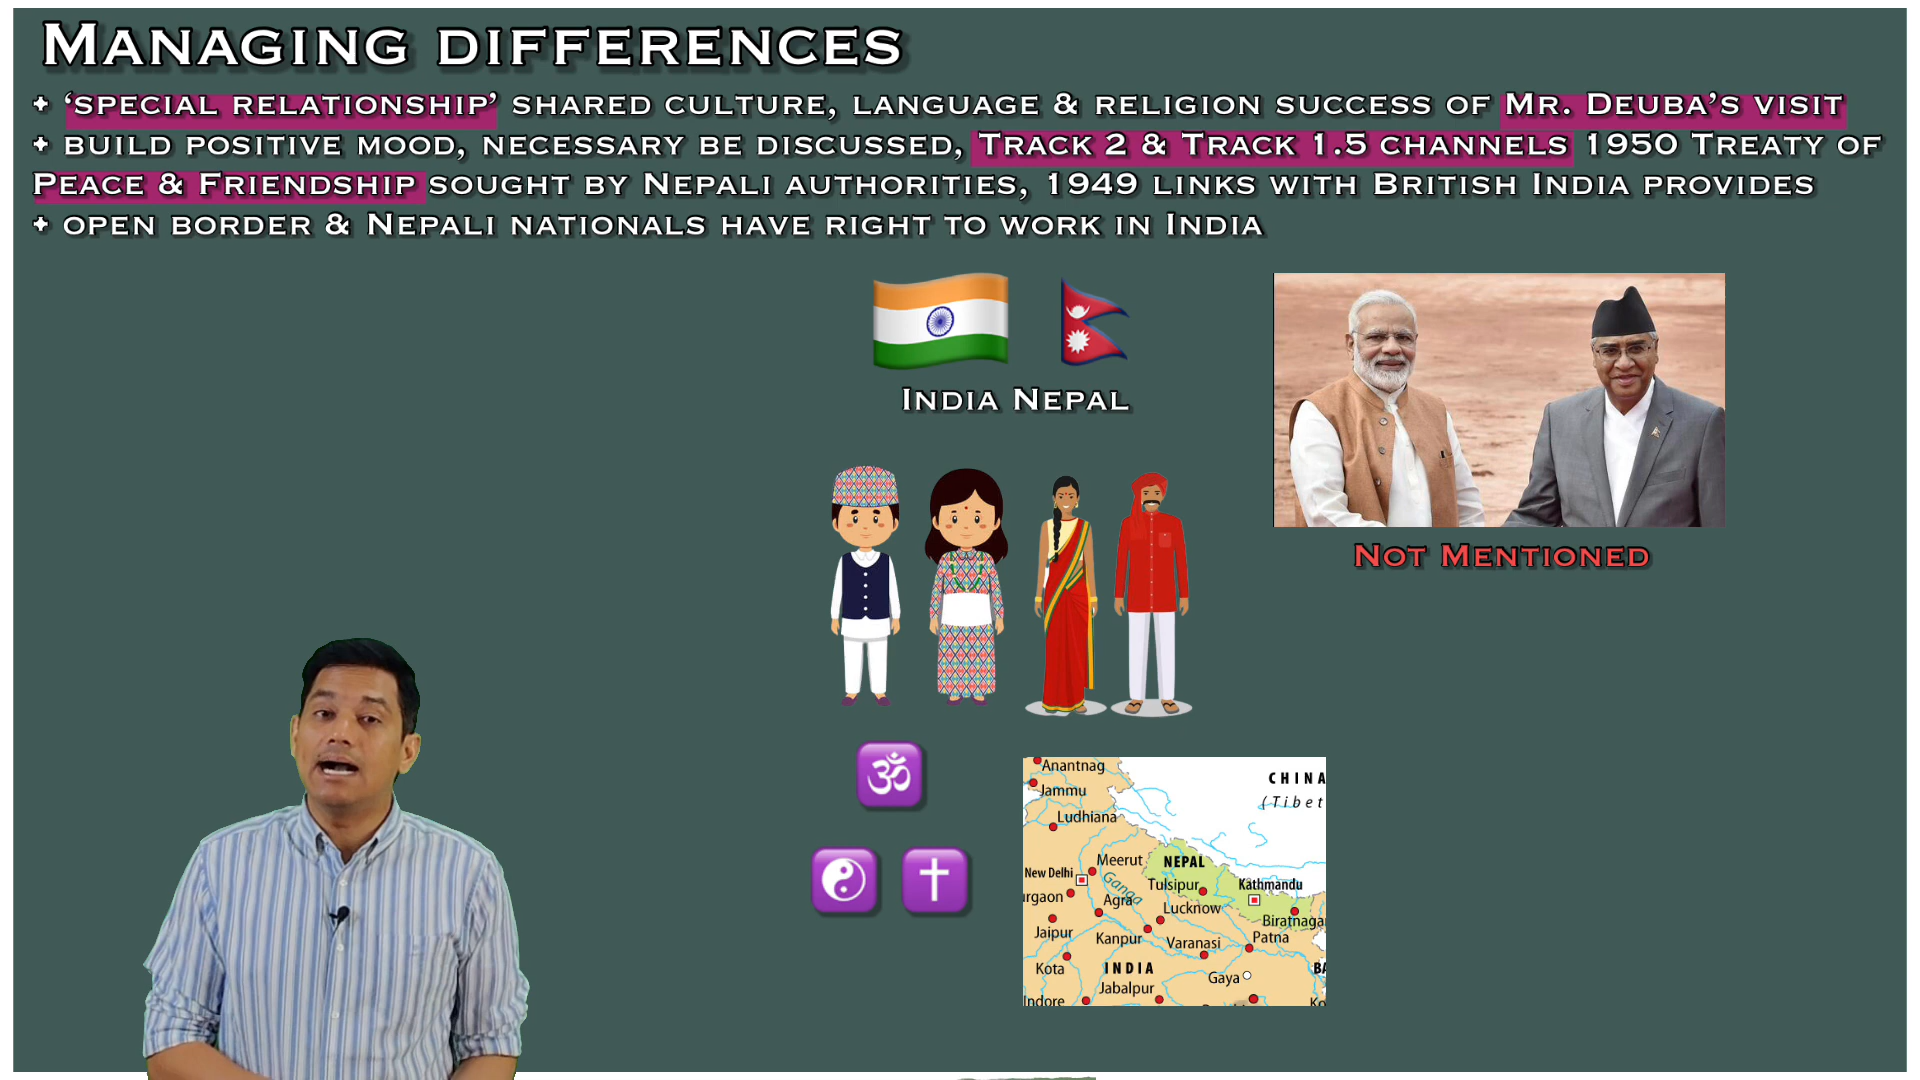 Managing differences
+ ‘special relationship’ shared culture, language & religion success of Mr. Deuba’s visit
+ build positive mood, necessary be discussed, Track 2 & Track 1.5 channels 1950 Treaty of
Peace & Friendship sought by Nepali authorities, 1949 links with British India provides
+ open border & Nepali nationals have right to work in India
India Nepal
Not Mentioned
Anantnag
CHINA
Jammu
(Tibet
Ludhiana
Meerut
NEPAL
New Delhi
Ganga
Tulsipur
Kathmandu
urgaon
Agra
Lucknow
Biratnagar
Jaipur
Kanpur
Varanasi
Patna
Kota
INDIA
Gaya
BA
Jabalpur
Indore
Ko
ॐ